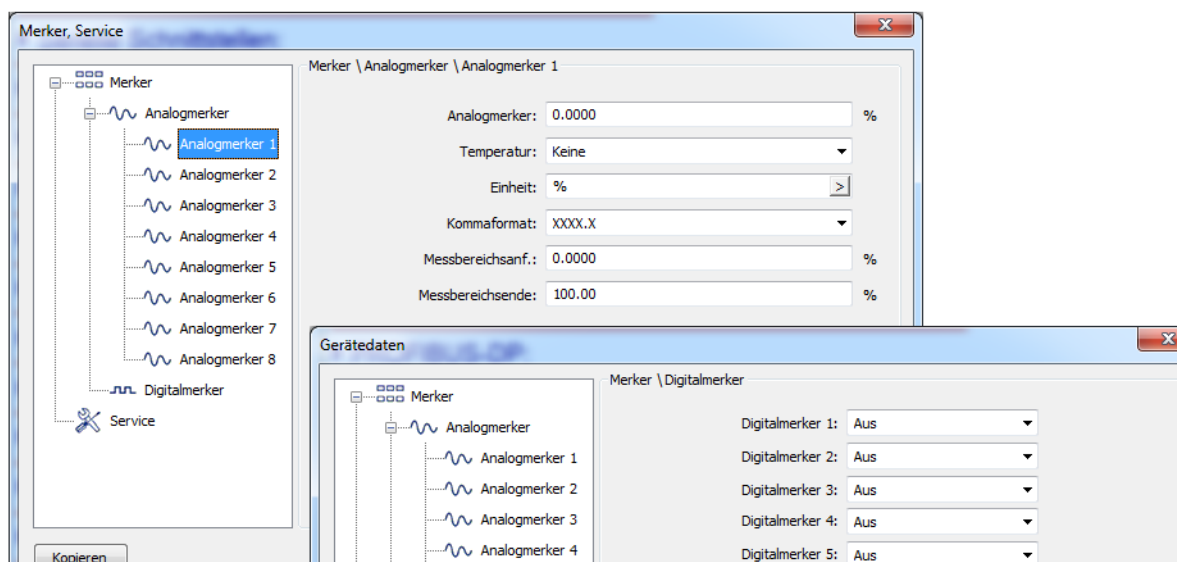 Merker, Service
Schnittstellen:
Merker
Analogmerker
Analogmerker 1
Analogmerker 2
Analogmerker 3
Analogmerker 4
Analogmerker 5
Analogmerker 6
Analogmerker 7
Analogmerker 8
Digitalmerker
Service
Kopieren
Merker \ Analogmerker \ Analogmerker 1
Analogmerker: 0.0000 %
Temperatur: Keine
Einheit: % >
Kommaformat: XXXX.X
Messbereichsanf.: 0.0000 %
Messbereichsende: 100.00 %
Gerätedaten
PROFIBUS-DP:
Merker
Analogmerker
Analogmerker 1
Analogmerker 2
Analogmerker 3
Analogmerker 4
Merker \ Digitalmerker
Digitalmerker 1: Aus
Digitalmerker 2: Aus
Digitalmerker 3: Aus
Digitalmerker 4: Aus
Digitalmerker 5: Aus